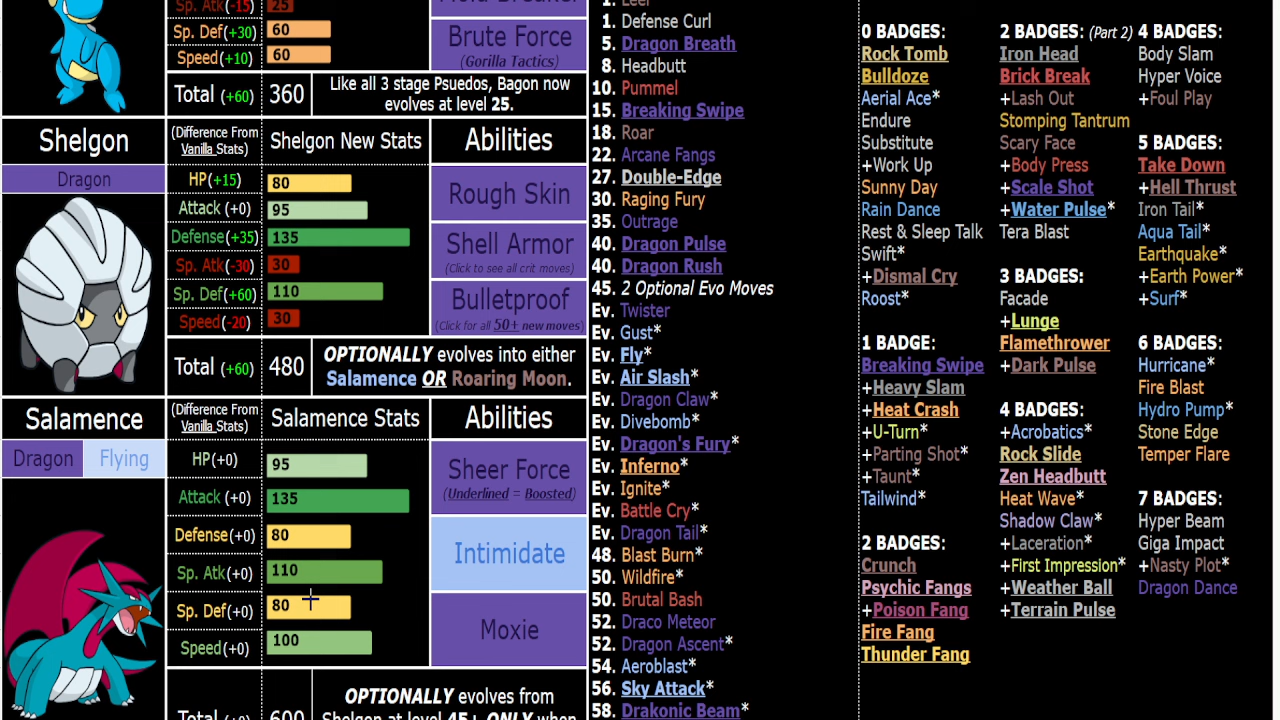 Sp. Atk(-15)
25
Mold Breaker
Sp. Def(+30)
60
Brute Force
(Gorilla Tactics)
Speed(+10)
60
Total (+60)
360
Like all 3 stage Psuedos, Bagon now
evolves at level 25.
Shelgon
Dragon
(Difference From
Vanilla Stats)
Shelgon New Stats
Abilities
HP(+15)
80
Attack (+0)
95
Defense(+35)
135
Sp. Atk(-30)
30
Sp. Def(+60)
110
Speed(-20)
30
Rough Skin
Shell Armor
(Click to see all crit moves)
Bulletproof
(Click for all 50+ new moves)
Total (+60)
480
OPTIONALLY evolves into either
Salamence OR Roaring Moon.
Salamence
Dragon
Flying
(Difference From
Vanilla Stats)
Salamence Stats
Abilities
HP(+0)
95
Attack (+0)
135
Defense(+0)
80
Sp. Atk(+0)
110
Sp. Def(+0)
80
Speed(+0)
100
Sheer Force
(Underlined = Boosted)
Intimidate
Moxie
Total (+0)
600
OPTIONALLY evolves from
Shelgon at level 45+ ONLY when
1. Leer
1. Defense Curl
5. Dragon Breath
8. Headbutt
10. Pummel
15. Breaking Swipe
18. Roar
22. Arcane Fangs
27. Double-Edge
30. Raging Fury
35. Outrage
40. Dragon Pulse
40. Dragon Rush
45. 2 Optional Evo Moves
Ev. Twister
Ev. Gust*
Ev. Fly*
Ev. Air Slash*
Ev. Dragon Claw*
Ev. Divebomb*
Ev. Dragon's Fury*
Ev. Inferno*
Ev. Ignite*
Ev. Battle Cry*
Ev. Dragon Tail*
48. Blast Burn*
50. Wildfire*
50. Brutal Bash
52. Draco Meteor
52. Dragon Ascent*
54. Aeroblast*
56. Sky Attack*
58. Drakonic Beam*
0 BADGES:
Rock Tomb
Bulldoze
Aerial Ace*
Endure
Substitute
+Work Up
Sunny Day
Rain Dance
Rest & Sleep Talk
Swift*
+Dismal Cry
Roost*
1 BADGE:
Breaking Swipe
+Heavy Slam
+Heat Crash
+U-Turn*
+Parting Shot*
+Taunt*
Tailwind*
2 BADGES:
Crunch
Psychic Fangs
+Poison Fang
Fire Fang
Thunder Fang
2 BADGES: (Part 2)
Iron Head
Brick Break
+Lash Out
Stomping Tantrum
Scary Face
+Body Press
+Scale Shot
+Water Pulse*
Tera Blast
3 BADGES:
Facade
+Lunge
Flamethrower
+Dark Pulse
4 BADGES:
+Acrobatics*
Rock Slide
Zen Headbutt
Heat Wave*
Shadow Claw*
+Laceration*
+First Impression*
+Weather Ball
+Terrain Pulse
4 BADGES:
Body Slam
Hyper Voice
+Foul Play
5 BADGES:
Take Down
+Hell Thrust
Iron Tail*
Aqua Tail*
Earthquake*
+Earth Power*
+Surf*
6 BADGES:
Hurricane*
Fire Blast
Hydro Pump*
Stone Edge
Temper Flare
7 BADGES:
Hyper Beam
Giga Impact
+Nasty Plot*
Dragon Dance